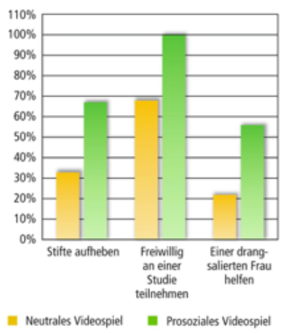 110%
100%
90%
80%
70%
60%
50%
40%
30%
20%
10%
0%
Stifte aufheben
Freiwillig
an einer
Studie
teilnehmen
Einer drang-
salierten Frau
helfen
Neutrales Videospiel
Prosoziales Videospiel